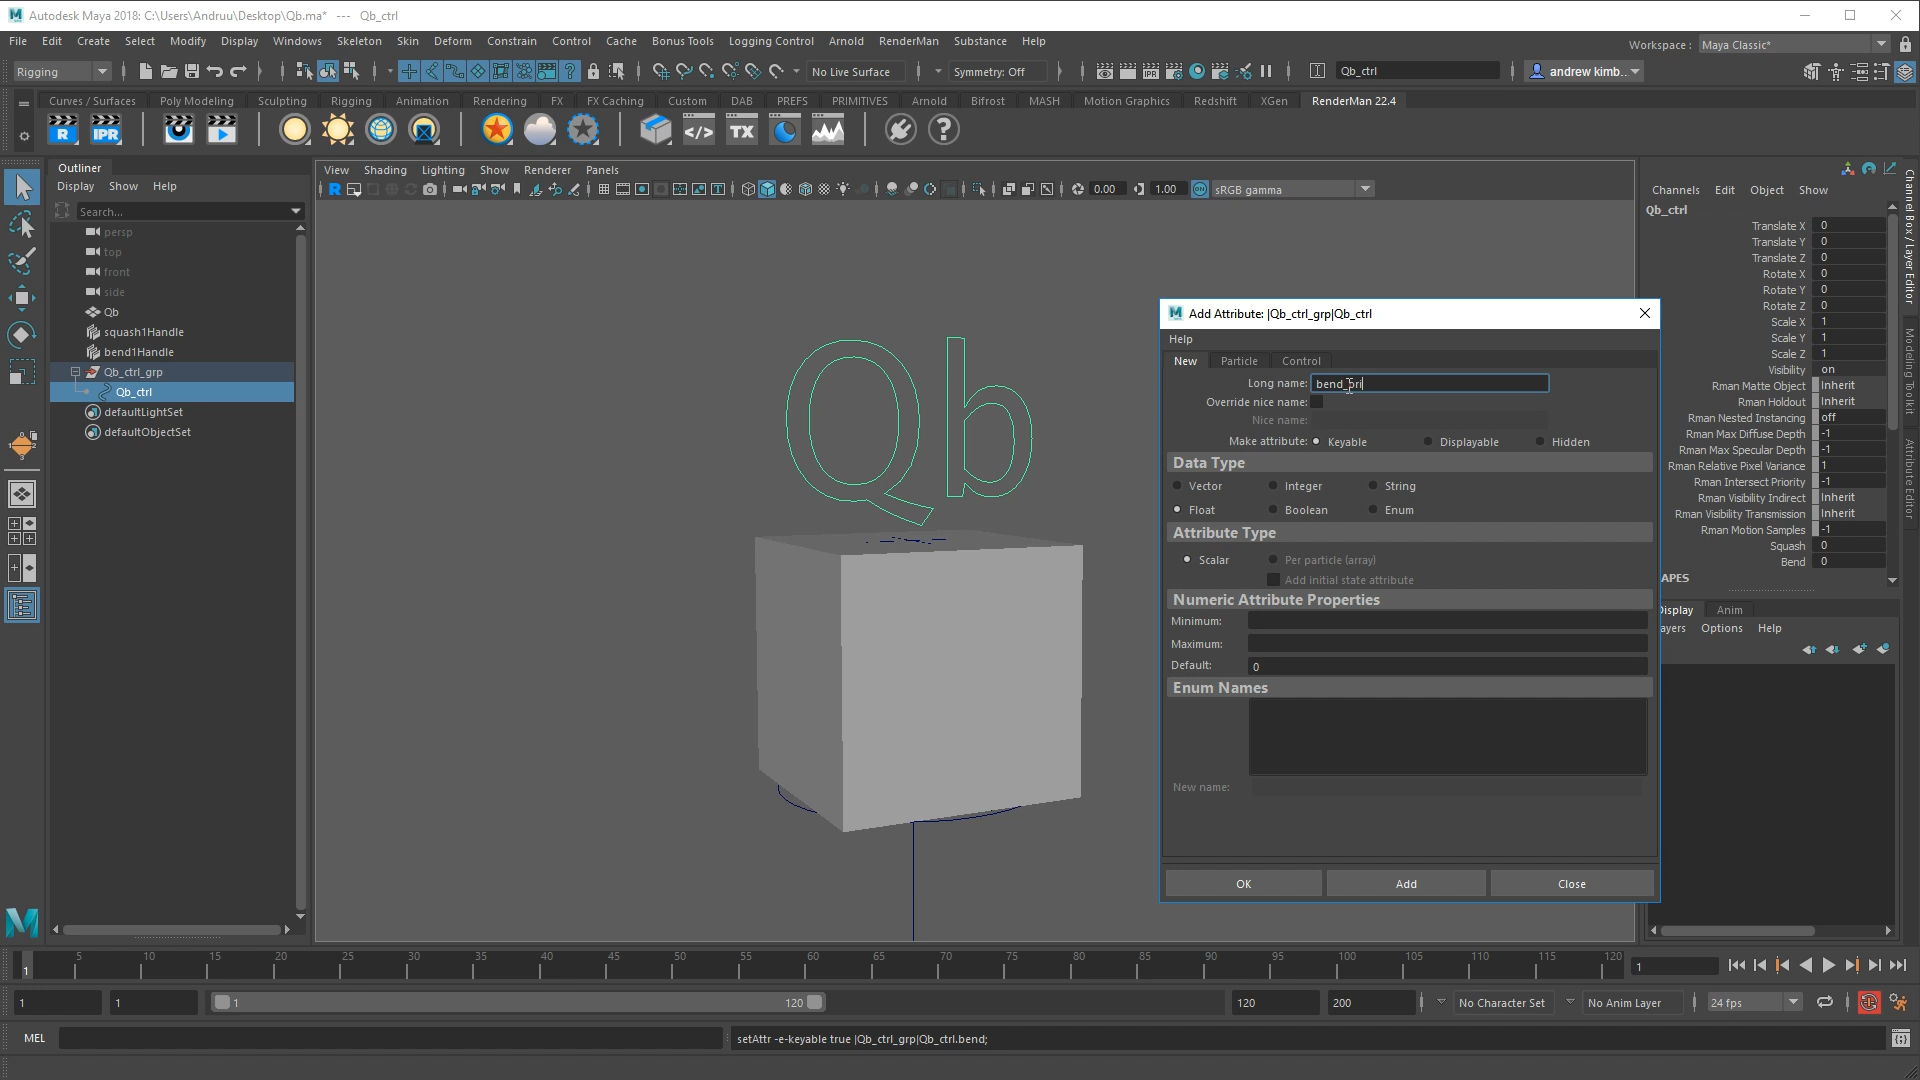 Autodesk Maya 2018: C:\Users\Andruu\Desktop\Qb.ma* --- Qb_ctrl
File Edit Create Select Modify Display Windows Skeleton Skin Deform Constrain Control Cache Bonus Tools Logging Control Arnold RenderMan Substance Help
Workspace : Maya Classic*
Rigging No Live Surface Symmetry: Off IPR Qb_ctrl andrew kimb...
Curves / Surfaces Poly Modeling Sculpting Rigging Animation Rendering FX FX Caching Custom DAB PREFS PRIMITIVES Arnold Bifrost MASH Motion Graphics Redshift XGen RenderMan 22.4
R IPR </> TX ?
Outliner
Display Show Help
Search...
persp
top
front
side
Qb
squash1Handle
bend1Handle
Qb_ctrl_grp
Qb_ctrl
defaultLightSet
defaultObjectSet
View Shading Lighting Show Renderer Panels
R 0.00 1.00 ON sRGB gamma
Qb
Add Attribute: |Qb_ctrl_grp|Qb_ctrl
Help
New Particle Control
Long name: bend_ori
Override nice name:
Nice name:
Make attribute: Keyable Displayable Hidden
Data Type
Vector Integer String
Float Boolean Enum
Attribute Type
Scalar Per particle (array)
Add initial state attribute
Numeric Attribute Properties
Minimum:
Maximum:
Default: 0
Enum Names
New name:
OK Add Close
Channels Edit Object Show
Qb_ctrl
Translate X 0
Translate Y 0
Translate Z 0
Rotate X 0
Rotate Y 0
Rotate Z 0
Scale X 1
Scale Y 1
Scale Z 1
Visibility on
Rman Matte Object Inherit
Rman Holdout Inherit
Rman Nested Instancing off
Rman Max Diffuse Depth -1
Rman Max Specular Depth -1
Rman Relative Pixel Variance 1
Rman Intersect Priority -1
Rman Visibility Indirect Inherit
Rman Visibility Transmission Inherit
Rman Motion Samples -1
Squash 0
Bend 0
APES
Display Anim
ayers Options Help
Channel Box / Layer Editor
Modeling Toolkit
Attribute Editor
5 10 15 20 25 30 35 40 45 50 55 60 65 70 75 80 85 90 95 100 105 110 115 120
1 1
1 1 1 120 120 200 No Character Set No Anim Layer 24 fps
MEL setAttr -e-keyable true |Qb_ctrl_grp|Qb_ctrl.bend;